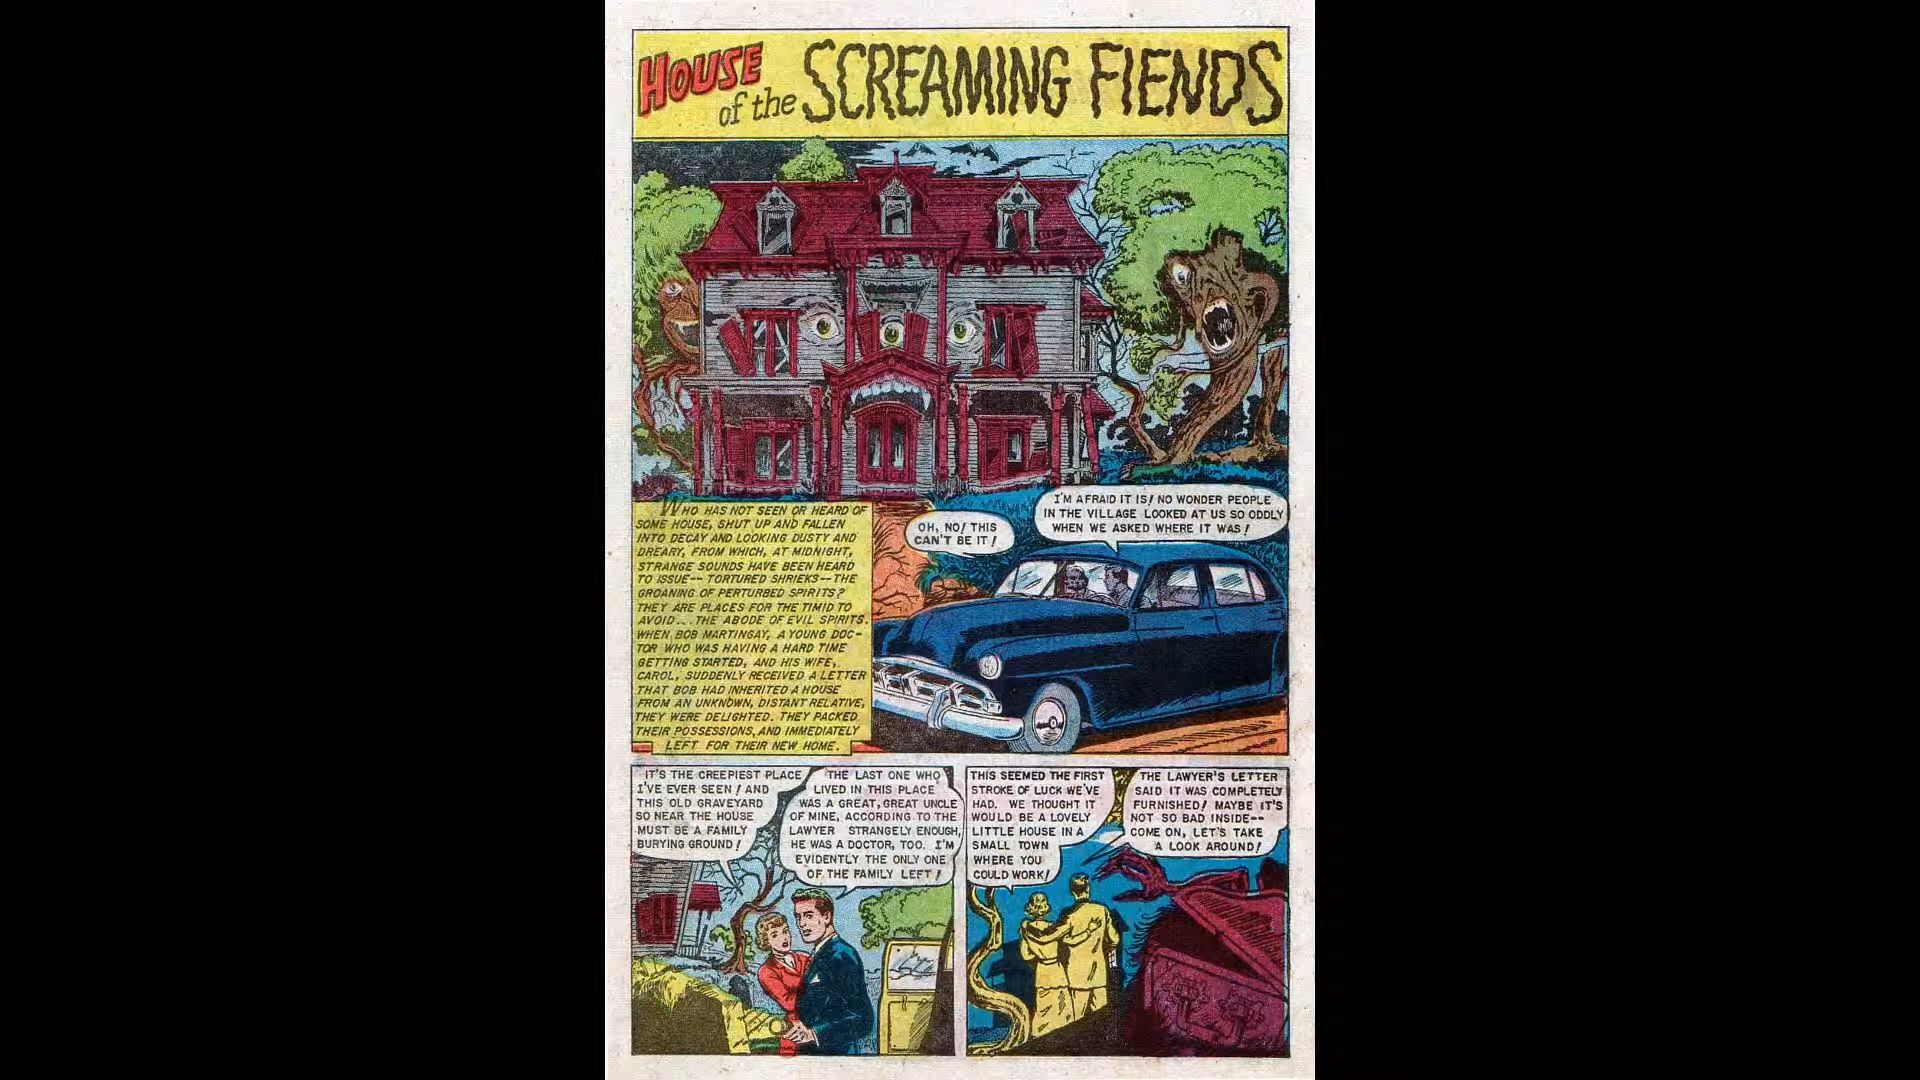 HOUSE
of the SCREAMING FIENDS
WHO HAS NOT SEEN OR HEARD OF
SOME HOUSE, SHUT UP AND FALLEN
INTO DECAY AND LOOKING DUSTY AND
DREARY, FROM WHICH, AT MIDNIGHT,
STRANGE SOUNDS HAVE BEEN HEARD
TO ISSUE-- TORTURED SHRIEKS-- THE
GROANING OF PERTURBED SPIRITS?
THEY ARE PLACES FOR THE TIMID TO
AVOID... THE ABODE OF EVIL SPIRITS.
WHEN BOB MARTINGAY, A YOUNG DOC-
TOR WHO WAS HAVING A HARD TIME
GETTING STARTED, AND HIS WIFE,
CAROL, SUDDENLY RECEIVED A LETTER
THAT BOB HAD INHERITED A HOUSE
FROM AN UNKNOWN, DISTANT RELATIVE,
THEY WERE DELIGHTED. THEY PACKED
THEIR POSSESSIONS, AND IMMEDIATELY
LEFT FOR THEIR NEW HOME.
OH, NO! THIS
CAN'T BE IT!
I'M AFRAID IT IS! NO WONDER PEOPLE
IN THE VILLAGE LOOKED AT US SO ODDLY
WHEN WE ASKED WHERE IT WAS!
IT'S THE CREEPIEST PLACE
I'VE EVER SEEN! AND
THIS OLD GRAVEYARD
SO NEAR THE HOUSE
MUST BE A FAMILY
BURYING GROUND!
THE LAST ONE WHO
LIVED IN THIS PLACE
WAS A GREAT, GREAT UNCLE
OF MINE, ACCORDING TO THE
LAWYER STRANGELY ENOUGH,
HE WAS A DOCTOR, TOO. I'M
EVIDENTLY THE ONLY ONE
OF THE FAMILY LEFT!
THIS SEEMED THE FIRST
STROKE OF LUCK WE'VE
HAD. WE THOUGHT IT
WOULD BE A LOVELY
LITTLE HOUSE IN A
SMALL TOWN
WHERE YOU
COULD WORK!
THE LAWYER'S LETTER
SAID IT WAS COMPLETELY
FURNISHED! MAYBE IT'S
NOT SO BAD INSIDE--
COME ON, LET'S TAKE
A LOOK AROUND!